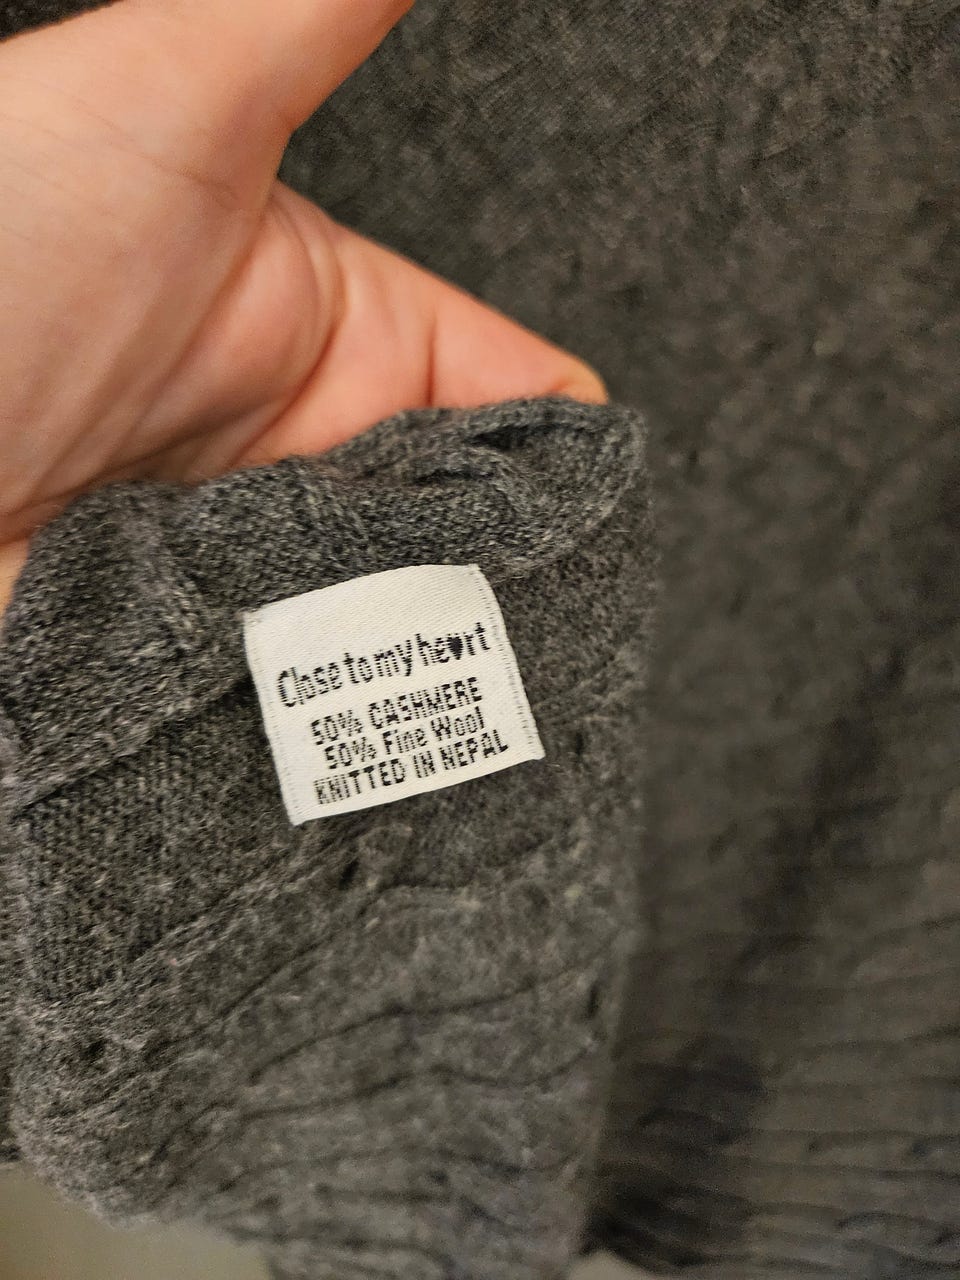 Close to my heart
50% CASHMERE
50% Fine Wool
KNITTED IN NEPAL